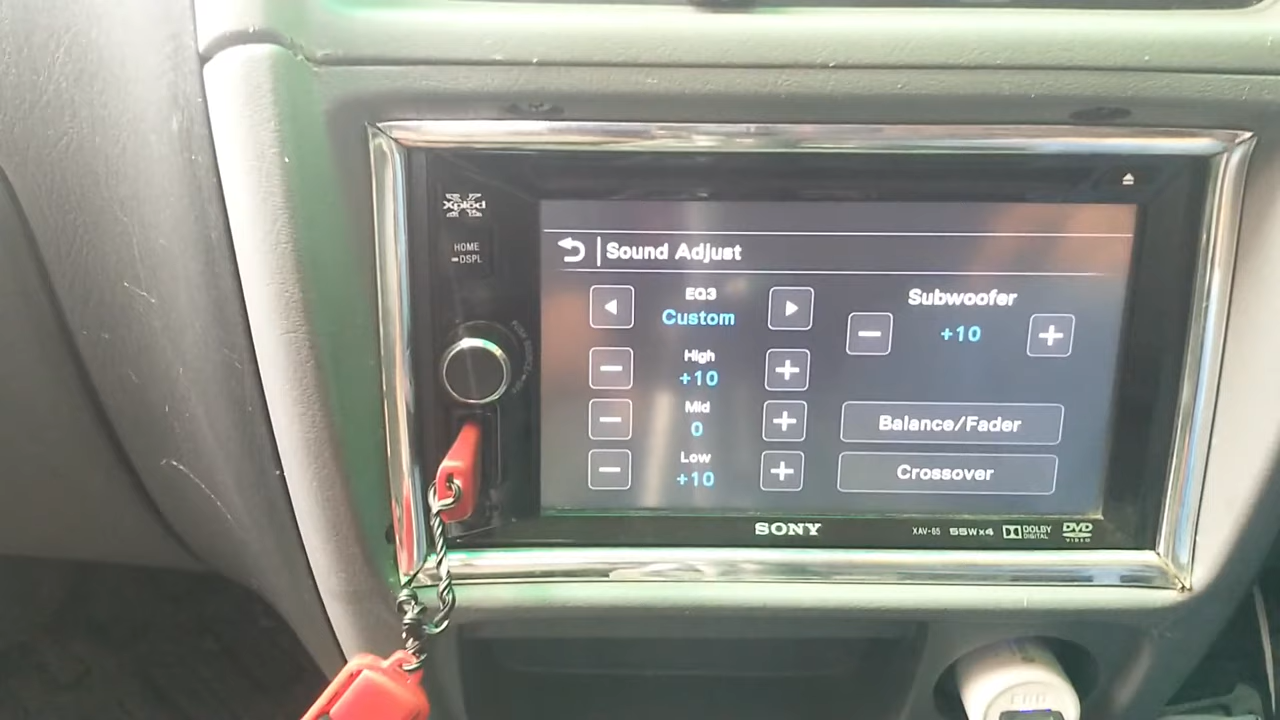 Xplod
HOME
DSPL
Sound Adjust
EQ3
Custom
High
+10
Mid
0
Low
+10
Subwoofer
+10
Balance/Fader
Crossover
SONY
XAV-65
55W×4
DOLBY
DIGITAL
DVD
VIDEO